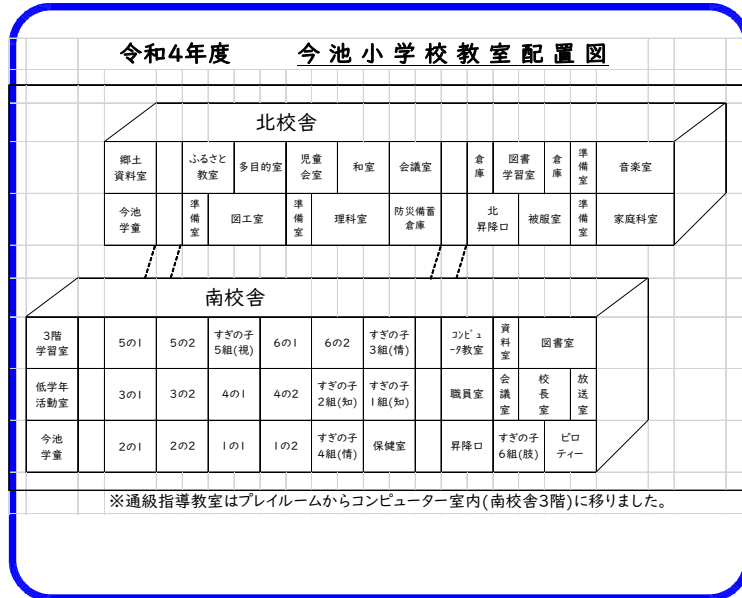 令和4年度 今池小学校教室配置図
北校舎
郷土
資料室
ふるさと
教室
多目的室
児童
会室
和室
会議室
倉庫
図書
学習室
倉庫
準備室
音楽室
今池
学童
準備室
図工室
準備室
理科室
防災備蓄
倉庫
北
昇降口
被服室
準備室
家庭科室
南校舎
3階
学習室
5の1
5の2
すぎの子
5組(視)
6の1
6の2
すぎの子
3組(情)
コンピュ
ータ教室
資料室
図書室
低学年
活動室
3の1
3の2
4の1
4の2
すぎの子
2組(知)
すぎの子
1組(知)
職員室
会議室
校長室
放送室
今池
学童
2の1
2の2
1の1
1の2
すぎの子
4組(情)
保健室
昇降口
すぎの子
6組(肢)
ピロ
ティー
※通級指導教室はプレイルームからコンピューター室内(南校舎3階)に移りました。